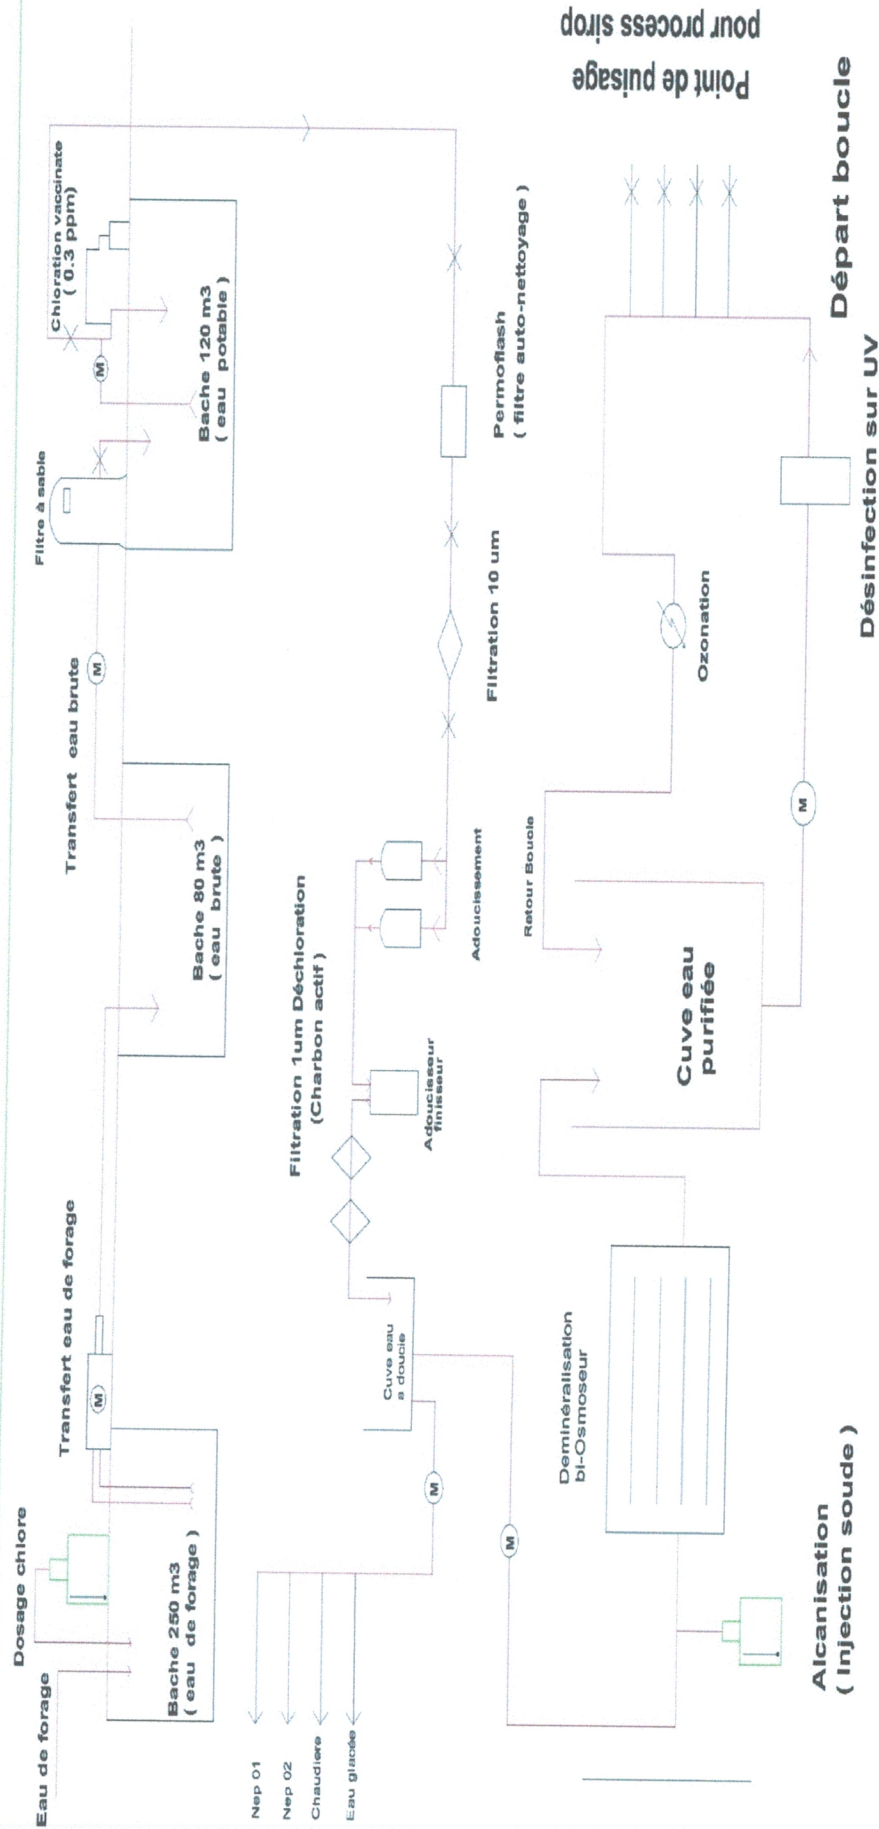 Eau de forage
Dosage chlore
Bache 250 m3
( eau de forage )
Transfert eau de forage
M
Bache 80 m3
( eau brute )
Transfert eau brute
M
Filtre à sable
M
Chloration vaccinate
( 0.3 ppm)
Bache 120 m3
( eau potable )
Nep 01
Nep 02
Chaudiere
Eau glacée
M
Cuve eau
a doucie
Filtration 1um Déchloration
(Charbon actif )
Adoucisseur
finisseur
Adoucissement
Filtration 10 um
Permoflash
( filtre auto-nettoyage )
M
Alcanisation
( Injection soude )
Deminéralisation
bi-Osmoseur
Cuve eau
purifiée
Retour Boucle
M
Ozonation
Désinfection sur UV
Départ boucle
Point de puisage
pour process sirop